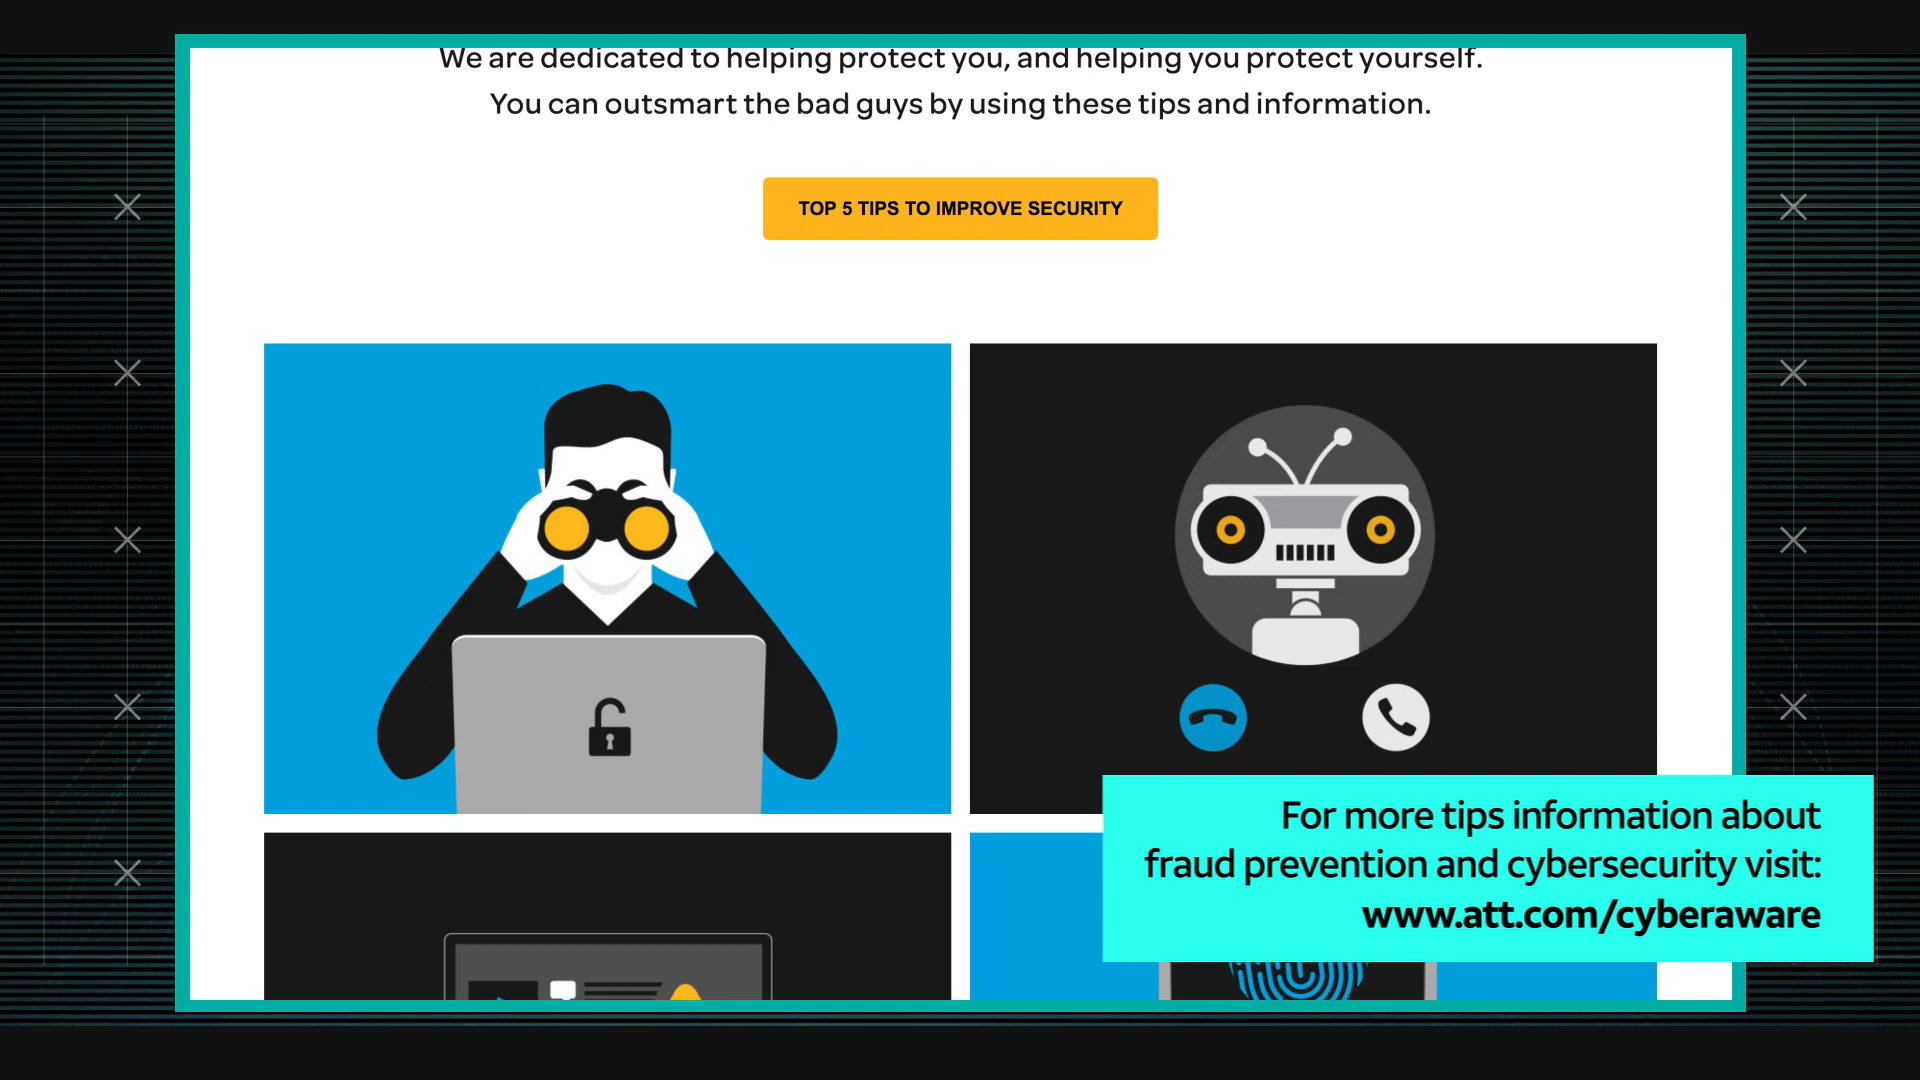 We are dedicated to helping protect you, and helping you protect yourself.
You can outsmart the bad guys by using these tips and information.
TOP 5 TIPS TO IMPROVE SECURITY
For more tips information about
fraud prevention and cybersecurity visit:
www.att.com/cyberaware